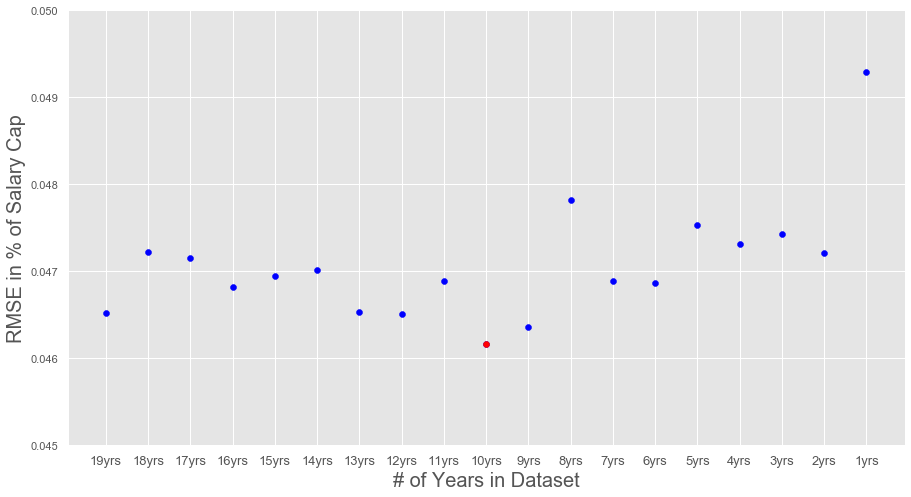 0.050
0.049
0.048
0.047
0.046
0.045
RMSE in % of Salary Cap
19yrs 18yrs 17yrs 16yrs 15yrs 14yrs 13yrs 12yrs 11yrs 10yrs 9yrs 8yrs 7yrs 6yrs 5yrs 4yrs 3yrs 2yrs 1yrs
# of Years in Dataset